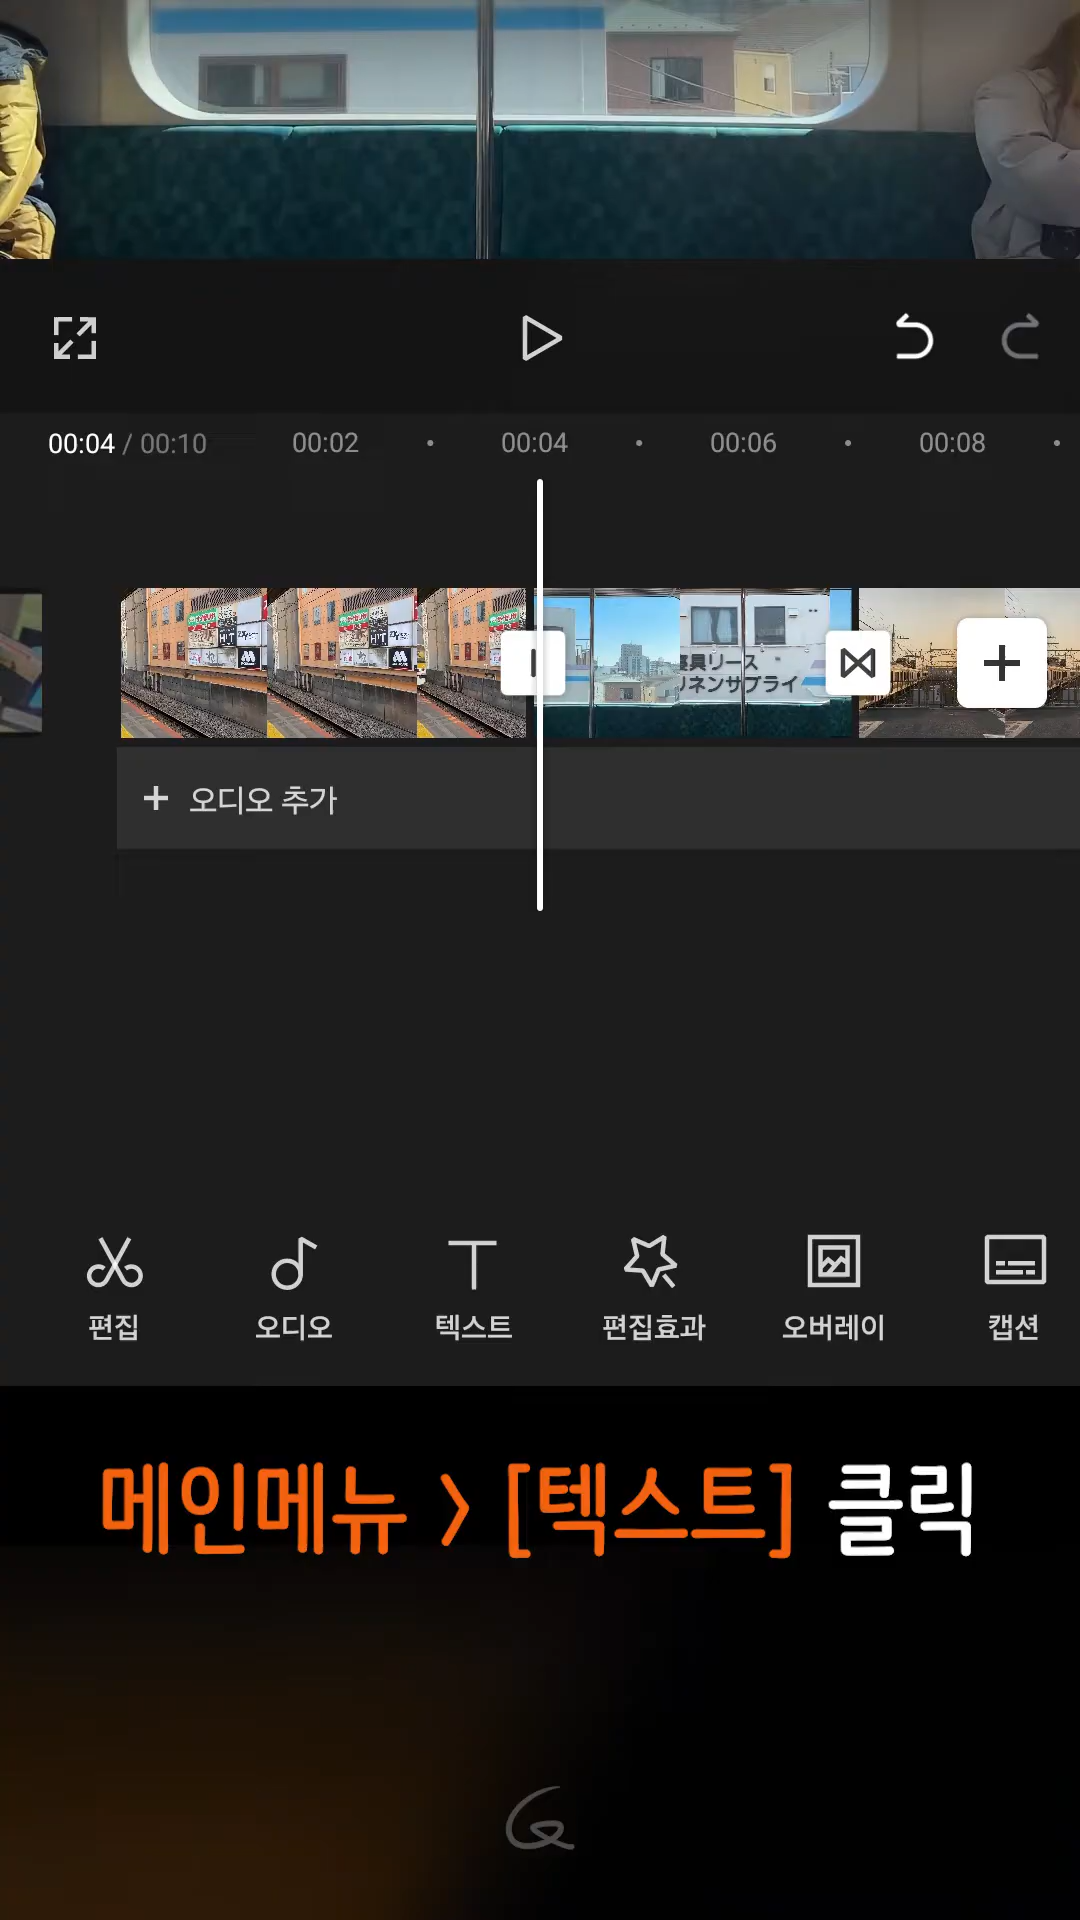 00:04 / 00:10 00:02 00:04 00:06 00:08
リース
リネンサプライ
+ 오디오 추가
편집 오디오 텍스트 편집효과 오버레이 캡션
메인메뉴 > [텍스트] 클릭